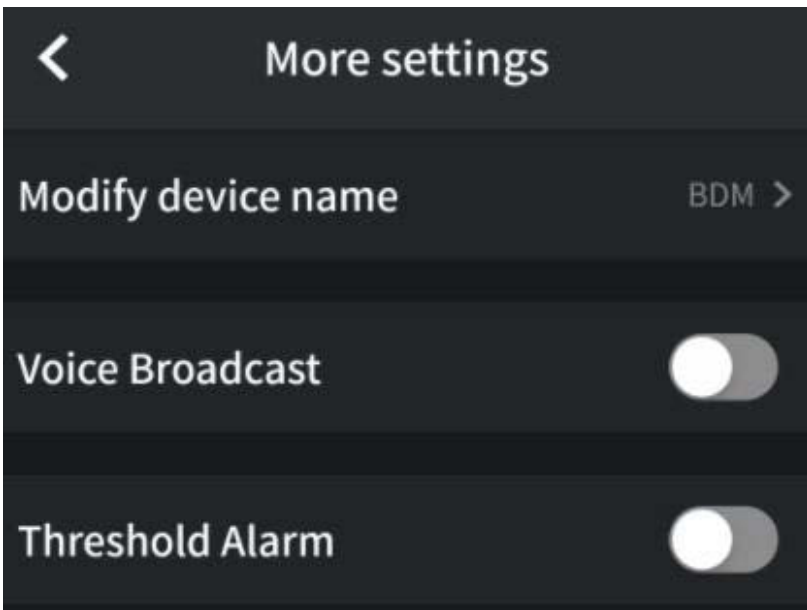 More settings
Modify device name BDM
Voice Broadcast
Threshold Alarm